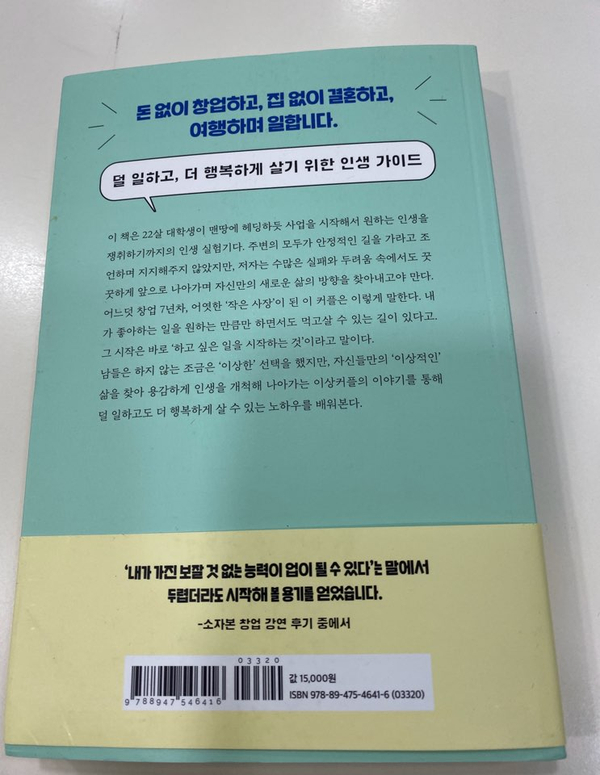 돈 없이 창업하고, 집 없이 결혼하고,
여행하며 일합니다.
덜 일하고, 더 행복하게 살기 위한 인생 가이드
이 책은 22살 대학생이 맨땅에 헤딩하듯 사업을 시작해서 원하는 인생을
쟁취하기까지의 인생 실험기다. 주변의 모두가 안정적인 길을 가라고 조
언하며 지지해주지 않았지만, 저자는 수많은 실패와 두려움 속에서도 꿋
꿋하게 앞으로 나아가며 자신만의 새로운 삶의 방향을 찾아내고야 만다.
어느덧 창업 7년차, 어엿한 ‘작은 사장’이 된 이 커플은 이렇게 말한다. 내
가 좋아하는 일을 원하는 만큼만 하면서도 먹고살 수 있는 길이 있다고.
그 시작은 바로 ‘하고 싶은 일을 시작하는 것’이라고 말이다.
남들은 하지 않는 조금은 ‘이상한’ 선택을 했지만, 자신들만의 ‘이상적인’
삶을 찾아 용감하게 인생을 개척해 나아가는 이상커플의 이야기를 통해
덜 일하고도 더 행복하게 살 수 있는 노하우를 배워본다.
‘내가 가진 보잘 것 없는 능력이 업이 될 수 있다’는 말에서
두렵더라도 시작해 볼 용기를 얻었습니다.
-소자본 창업 강연 후기 중에서
03320
값 15,000원
ISBN 978-89-475-4641-6 (03320)
9 788947 546416